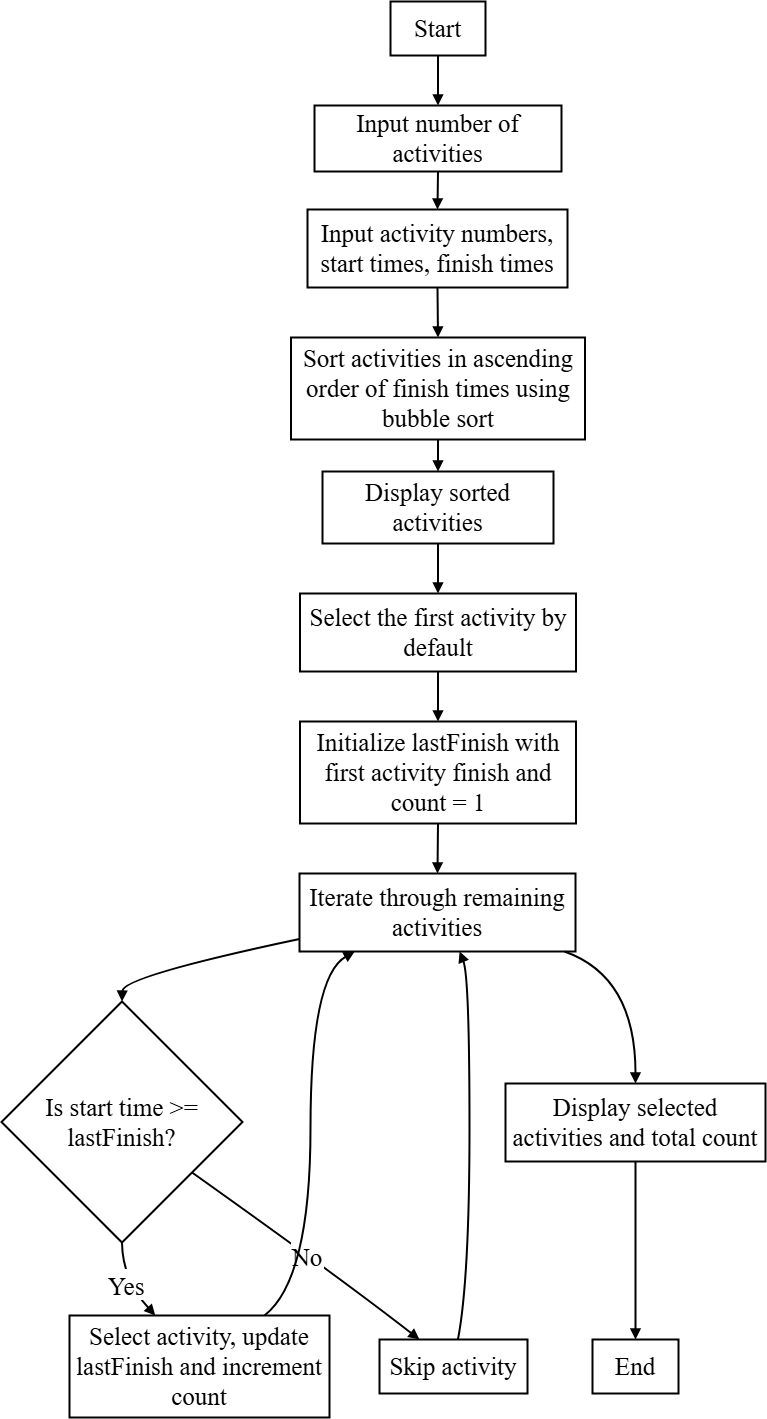 Start
Input number of
activities
Input activity numbers,
start times, finish times
Sort activities in ascending
order of finish times using
bubble sort
Display sorted
activities
Select the first activity by
default
Initialize lastFinish with
first activity finish and
count = 1
Iterate through remaining
activities
Is start time >=
lastFinish?
Display selected
activities and total count
No
Yes
Select activity, update
lastFinish and increment
count
Skip activity
End